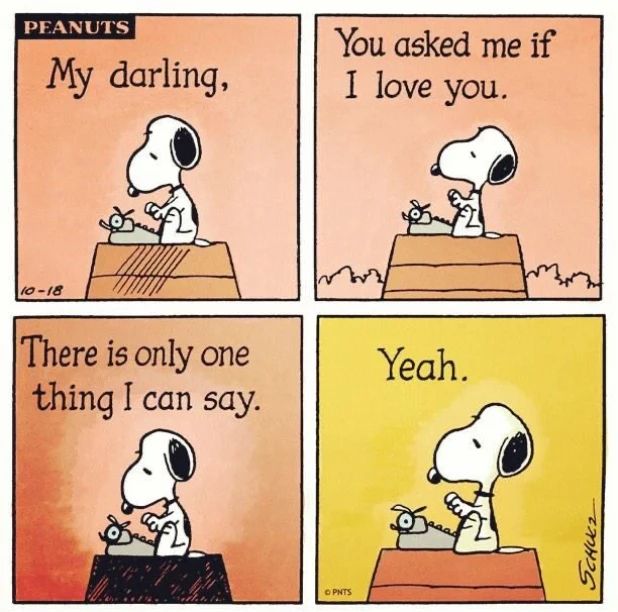 PEANUTS
My darling,
10-18
You asked me if
I love you.
There is only one
thing I can say.
Yeah.
© PNTS
SCHULZ